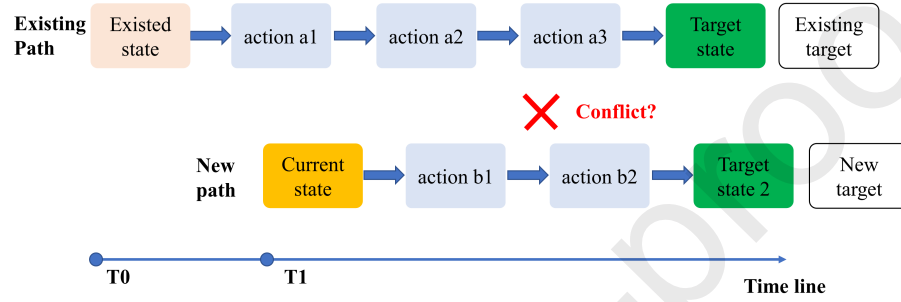 Existing
Path
Existed
state
action a1
action a2
action a3
Target
state
Existing
target
Conflict?
New
path
Current
state
action b1
action b2
Target
state 2
New
target
T0
T1
Time line